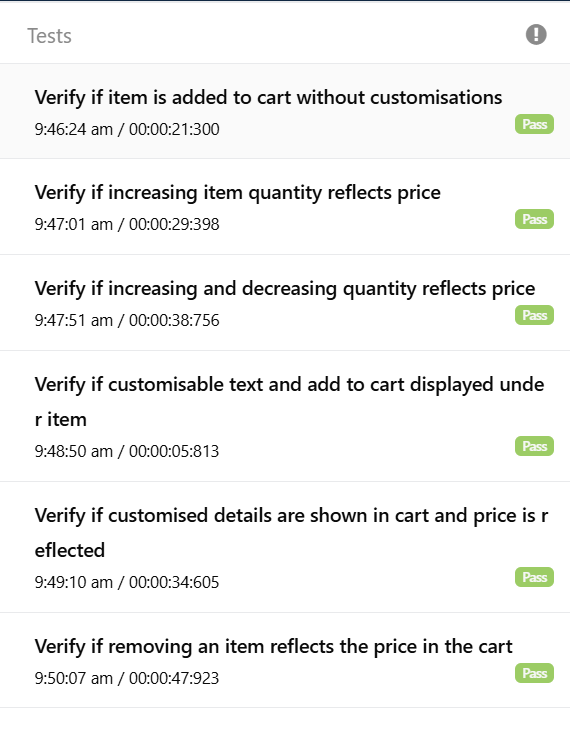 Tests
Verify if item is added to cart without customisations
9:46:24 am / 00:00:21:300
Pass
Verify if increasing item quantity reflects price
9:47:01 am / 00:00:29:398
Pass
Verify if increasing and decreasing quantity reflects price
9:47:51 am / 00:00:38:756
Pass
Verify if customisable text and add to cart displayed unde
r item
9:48:50 am / 00:00:05:813
Pass
Verify if customised details are shown in cart and price is r
eflected
9:49:10 am / 00:00:34:605
Pass
Verify if removing an item reflects the price in the cart
9:50:07 am / 00:00:47:923
Pass